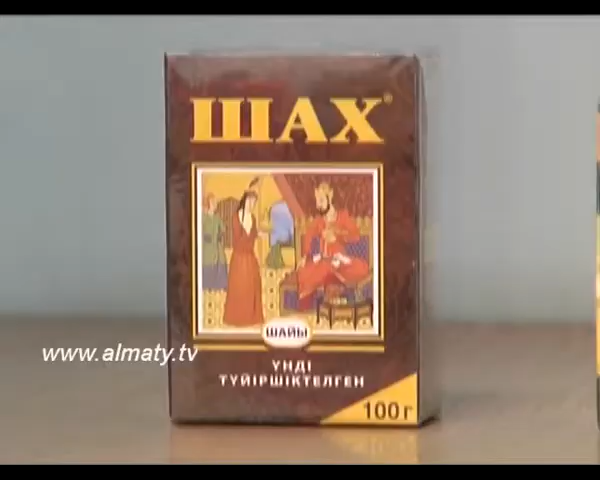 ШАХ®
ШАЙЫ
ҮНДІ
ТҮЙІРШІКТЕЛГЕН
100 г
www.almaty.tv